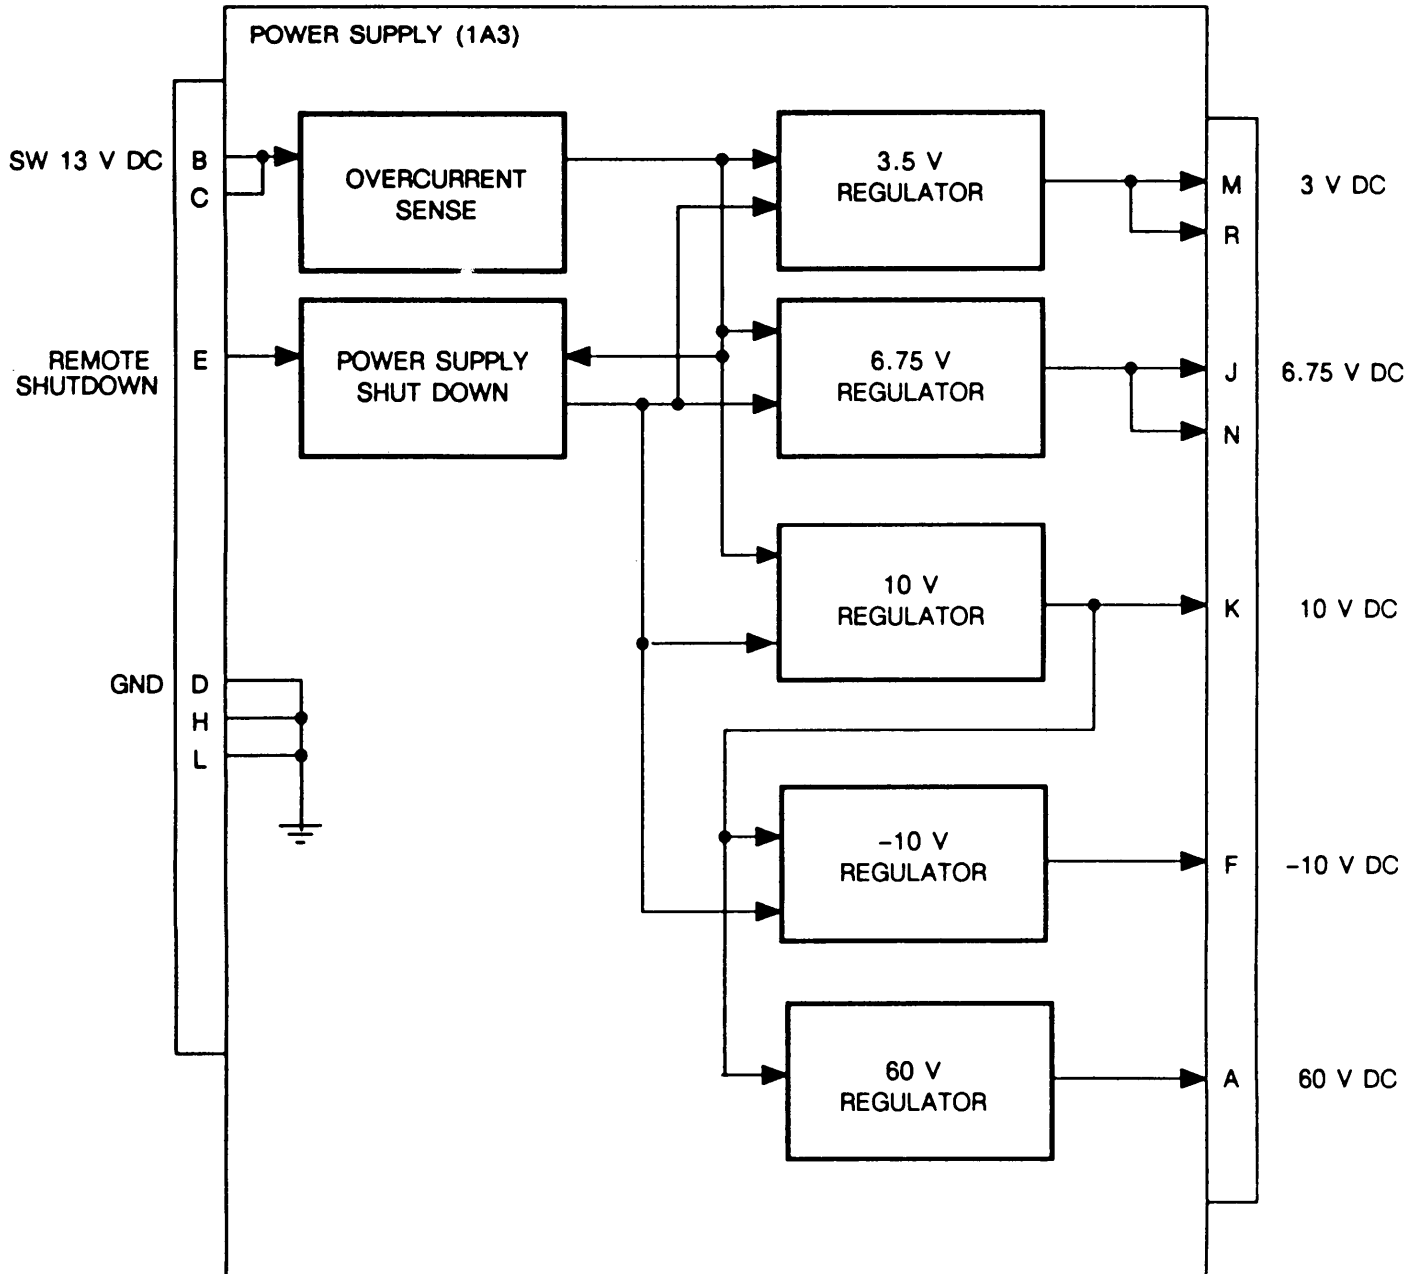 POWER SUPPLY (1A3)
SW 13 V DC
B
C
OVERCURRENT
SENSE
3.5 V
REGULATOR
M
3 V DC
R
REMOTE
SHUTDOWN
E
POWER SUPPLY
SHUT DOWN
6.75 V
REGULATOR
J
6.75 V DC
N
10 V
REGULATOR
K
10 V DC
GND
D
H
L
-10 V
REGULATOR
F
-10 V DC
60 V
REGULATOR
A
60 V DC